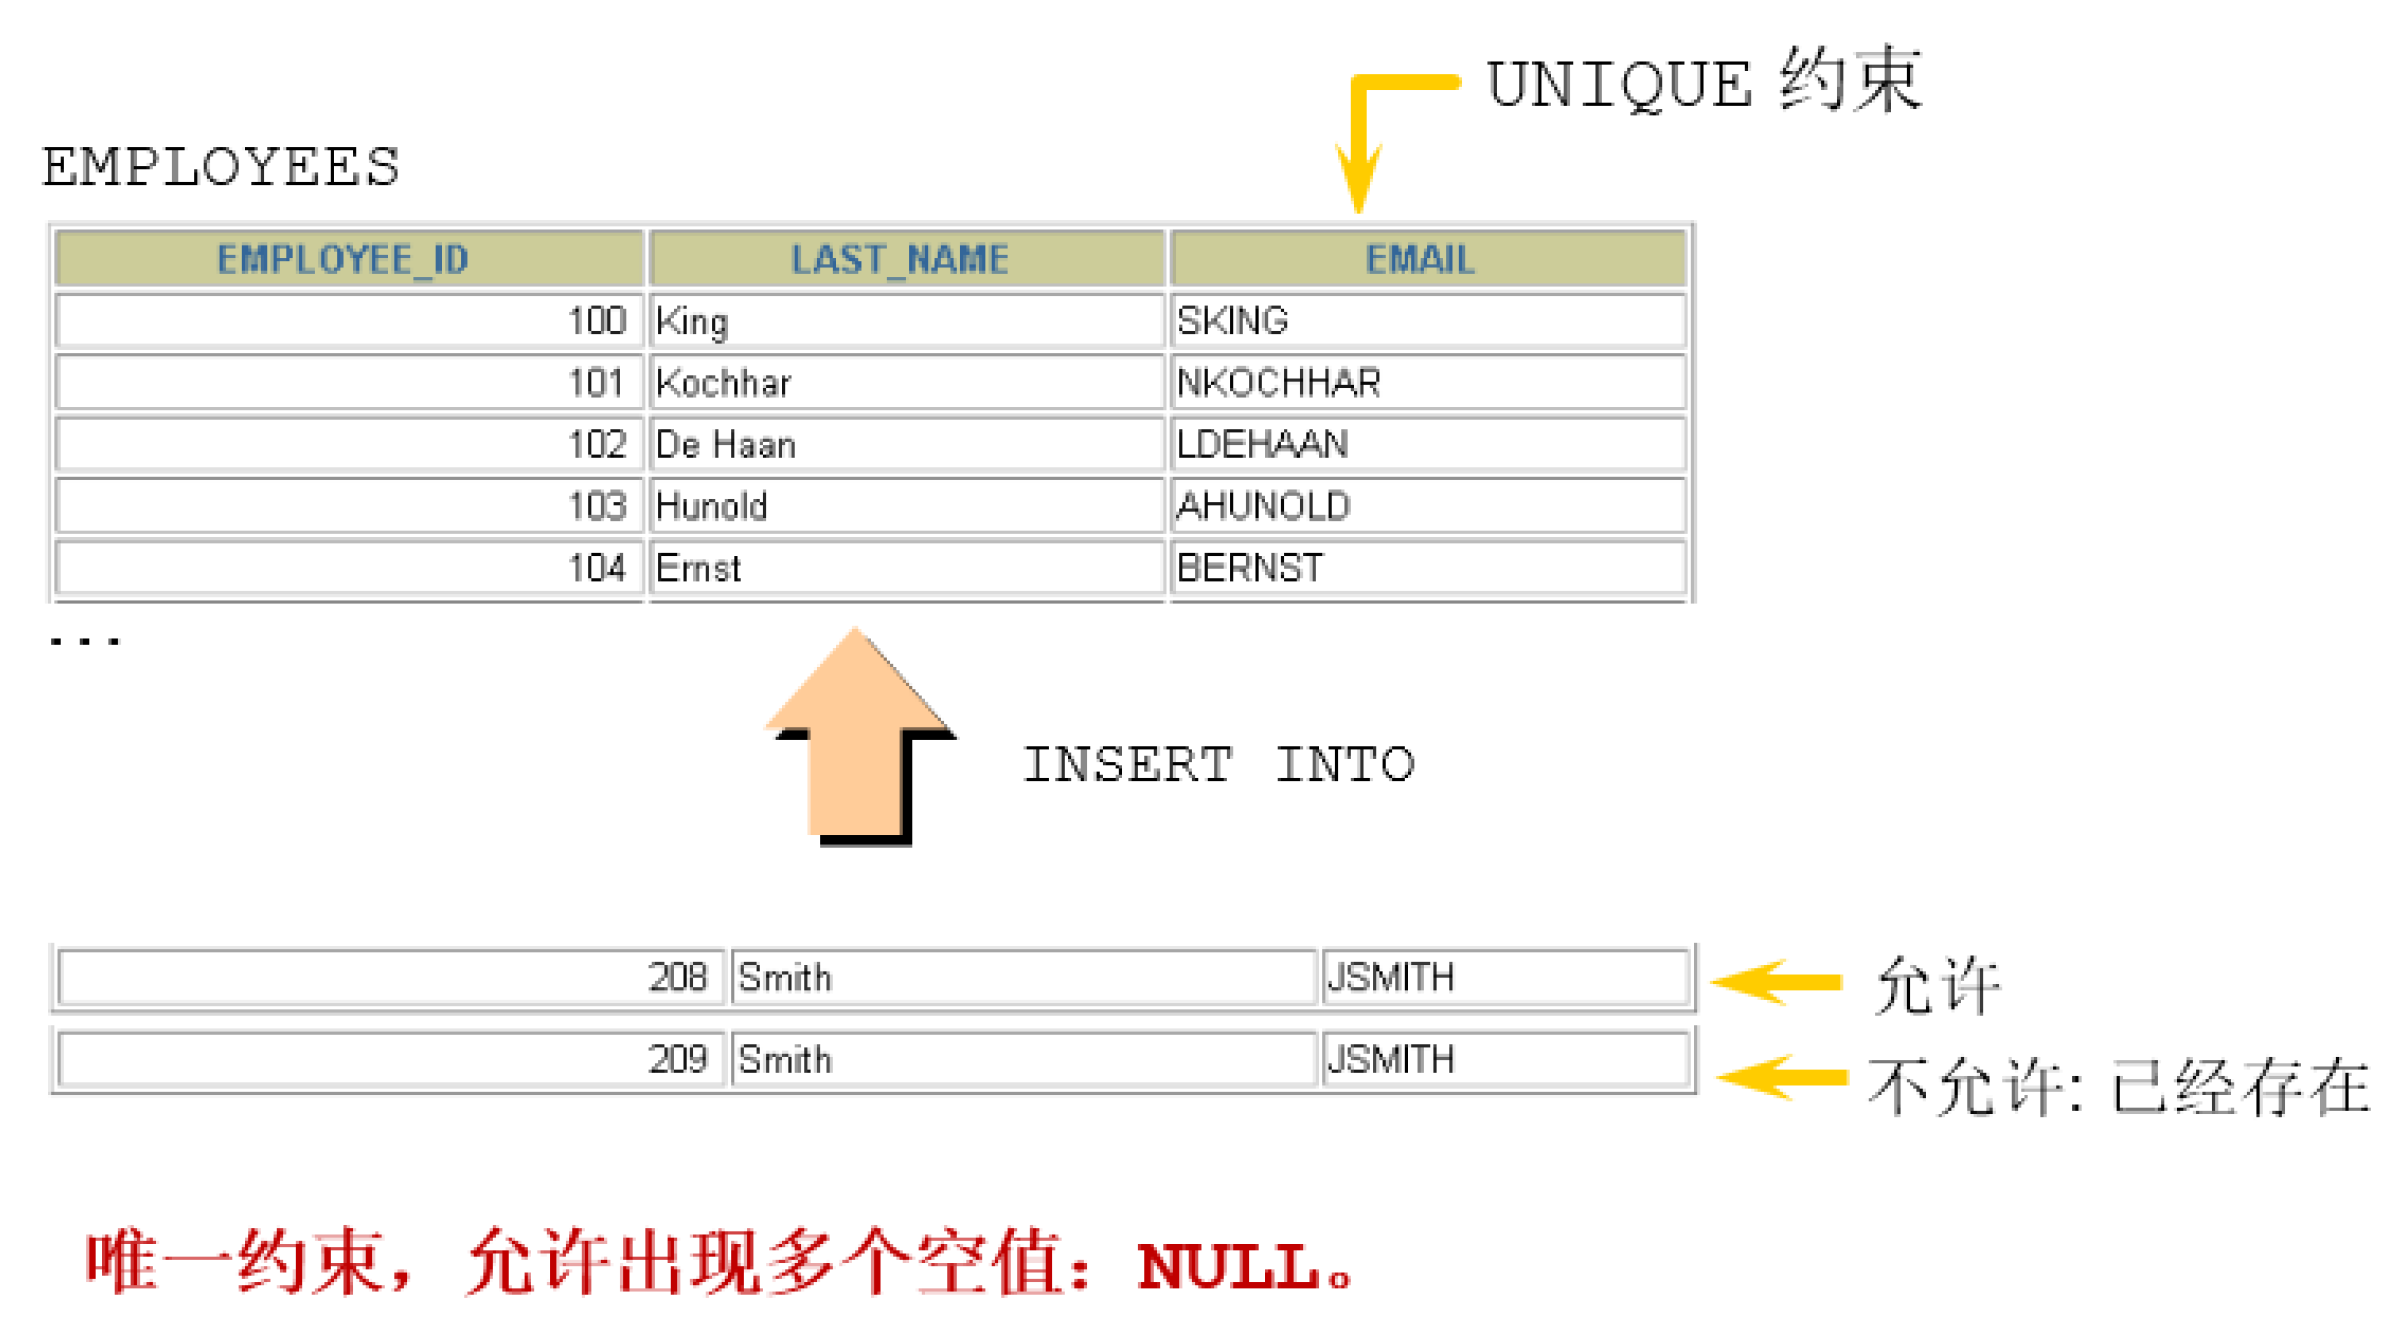 UNIQUE 约束
EMPLOYEES
EMPLOYEE_ID LAST_NAME EMAIL
100 King SKING
101 Kochhar NKOCHHAR
102 De Haan LDEHAAN
103 Hunold AHUNOLD
104 Ernst BERNST
...
INSERT INTO
208 Smith JSMITH 允许
209 Smith JSMITH 不允许: 已经存在
唯一约束，允许出现多个空值：NULL。